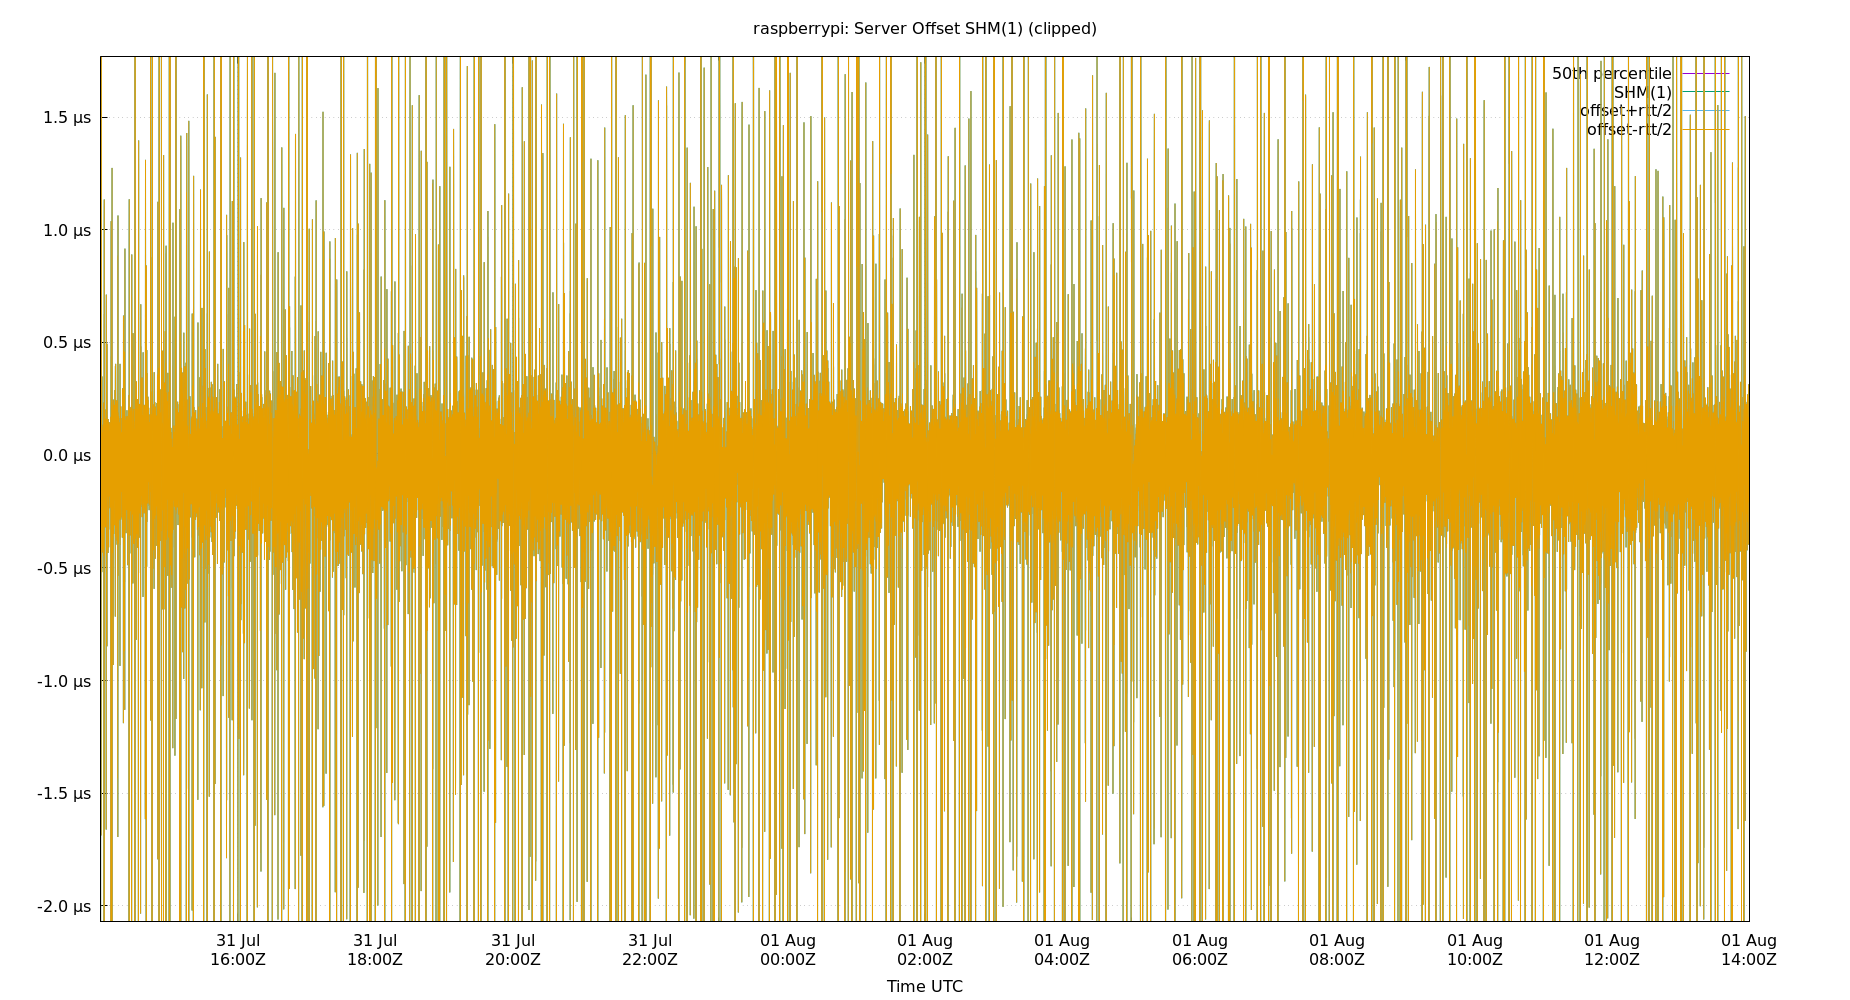 raspberrypi: Server Offset SHM(1) (clipped)
50th percentile
SHM(1)
offset+rtt/2
offset-rtt/2
1.5 µs
1.0 µs
0.5 µs
0.0 µs
-0.5 µs
-1.0 µs
-1.5 µs
-2.0 µs
31 Jul 31 Jul 31 Jul 31 Jul 01 Aug 01 Aug 01 Aug 01 Aug 01 Aug 01 Aug 01 Aug 01 Aug
16:00Z 18:00Z 20:00Z 22:00Z 00:00Z 02:00Z 04:00Z 06:00Z 08:00Z 10:00Z 12:00Z 14:00Z
Time UTC